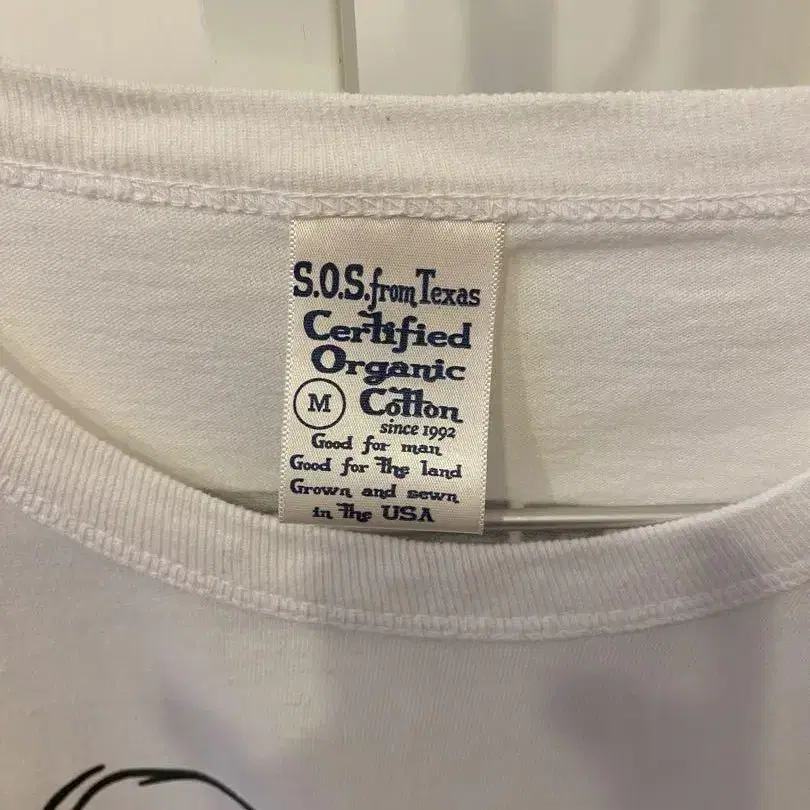 S.O.S. from Texas
Certified
Organic
M Cotton
since 1992
Good for man
Good for the land
Grown and sewn
in the USA